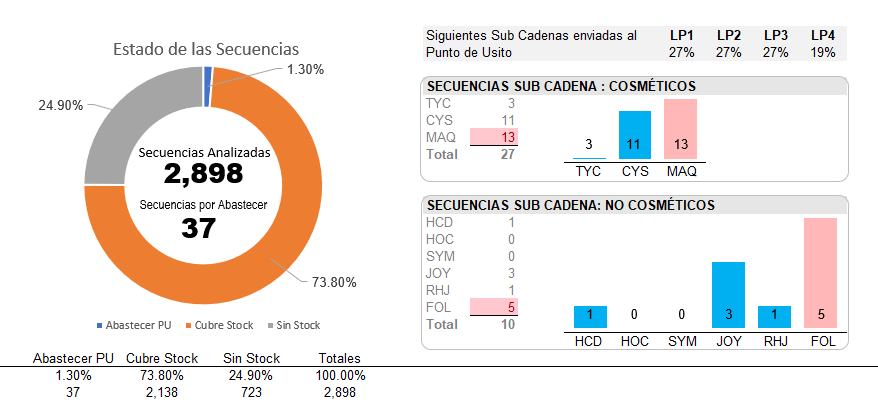 Estado de las Secuencias
1.30%
24.90%
Secuencias Analizadas
2,898
Secuencias por Abastecer
37
73.80%
Abastecer PU Cubre Stock Sin Stock
Abastecer PU Cubre Stock Sin Stock Totales
1.30% 73.80% 24.90% 100.00%
37 2,138 723 2,898
Siguientes Sub Cadenas enviadas al LP1 LP2 LP3 LP4
Punto de Usito 27% 27% 27% 19%
SECUENCIAS SUB CADENA : COSMÉTICOS
TYC 3
CYS 11
MAQ 13
Total 27
3 11 13
TYC CYS MAQ
SECUENCIAS SUB CADENA: NO COSMÉTICOS
HCD 1
HOC 0
SYM 0
JOY 3
RHJ 1
FOL 5
Total 10
1 0 0 3 1 5
HCD HOC SYM JOY RHJ FOL